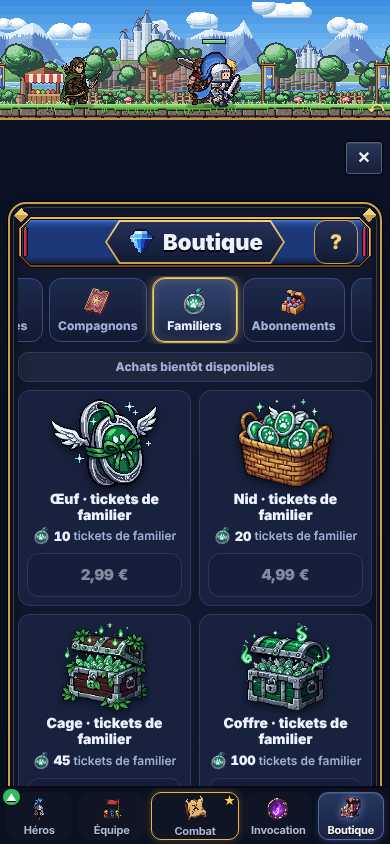 ×
Boutique
?
es
Compagnons
Familiers
Abonnements
Achats bientôt disponibles
Œuf · tickets de
familier
10 tickets de familier
2,99 €
Nid · tickets de
familier
20 tickets de familier
4,99 €
Cage · tickets de
familier
45 tickets de familier
Coffre · tickets de
familier
100 tickets de familier
Héros
Équipe
Combat
Invocation
Boutique